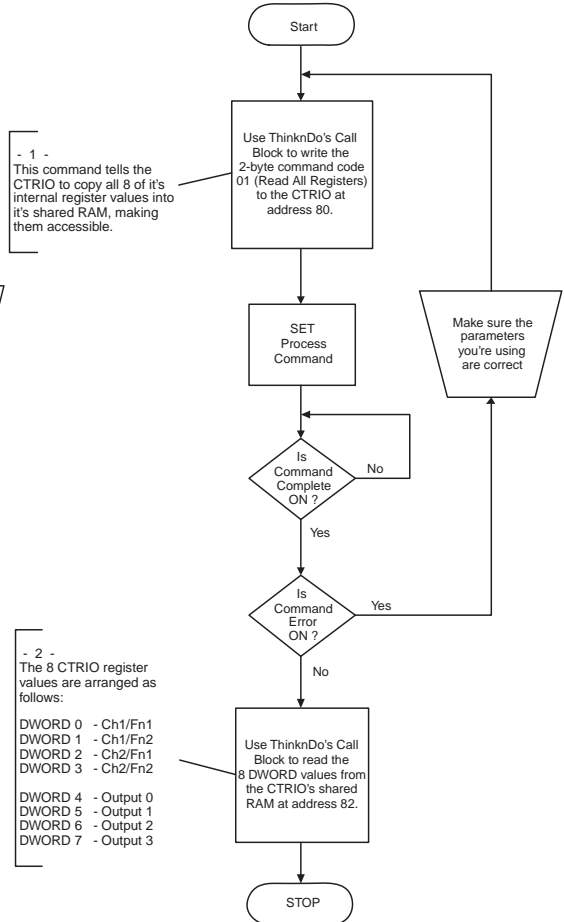 Start
- 1 -
This command tells the
CTRIO to copy all 8 of it's
internal register values into
it's shared RAM, making
them accessible.
Use ThinknDo's Call
Block to write the
2-byte command code
01 (Read All Registers)
to the CTRIO at
address 80.
SET
Process
Command
Make sure the
parameters
you're using
are correct
Is
Command
Complete
ON ?
No
Yes
Is
Command
Error
ON ?
Yes
No
- 2 -
The 8 CTRIO register
values are arranged as
follows:
DWORD 0 - Ch1/Fn1
DWORD 1 - Ch1/Fn2
DWORD 2 - Ch2/Fn1
DWORD 3 - Ch2/Fn2
DWORD 4 - Output 0
DWORD 5 - Output 1
DWORD 6 - Output 2
DWORD 7 - Output 3
Use ThinknDo's Call
Block to read the
8 DWORD values from
the CTRIO's shared
RAM at address 82.
STOP